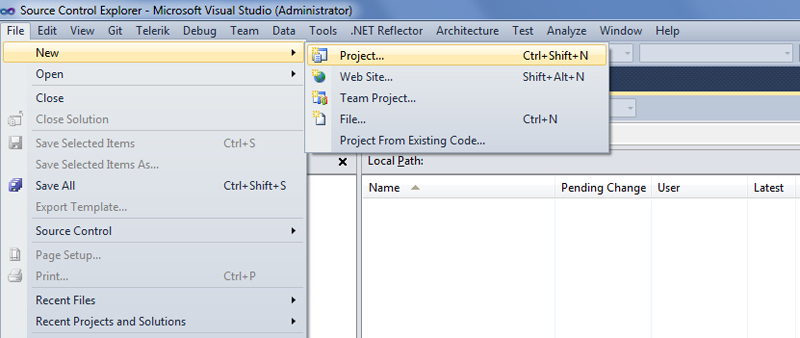 Source Control Explorer - Microsoft Visual Studio (Administrator)
File Edit View Git Telerik Debug Team Data Tools .NET Reflector Architecture Test Analyze Window Help
New
Open
Close
Close Solution
Save Selected Items Ctrl+S
Save Selected Items As...
Save All Ctrl+Shift+S
Export Template...
Source Control
Page Setup...
Print... Ctrl+P
Recent Files
Recent Projects and Solutions
Project... Ctrl+Shift+N
Web Site... Shift+Alt+N
Team Project...
File... Ctrl+N
Project From Existing Code...
Local Path:
Name Pending Change User Latest